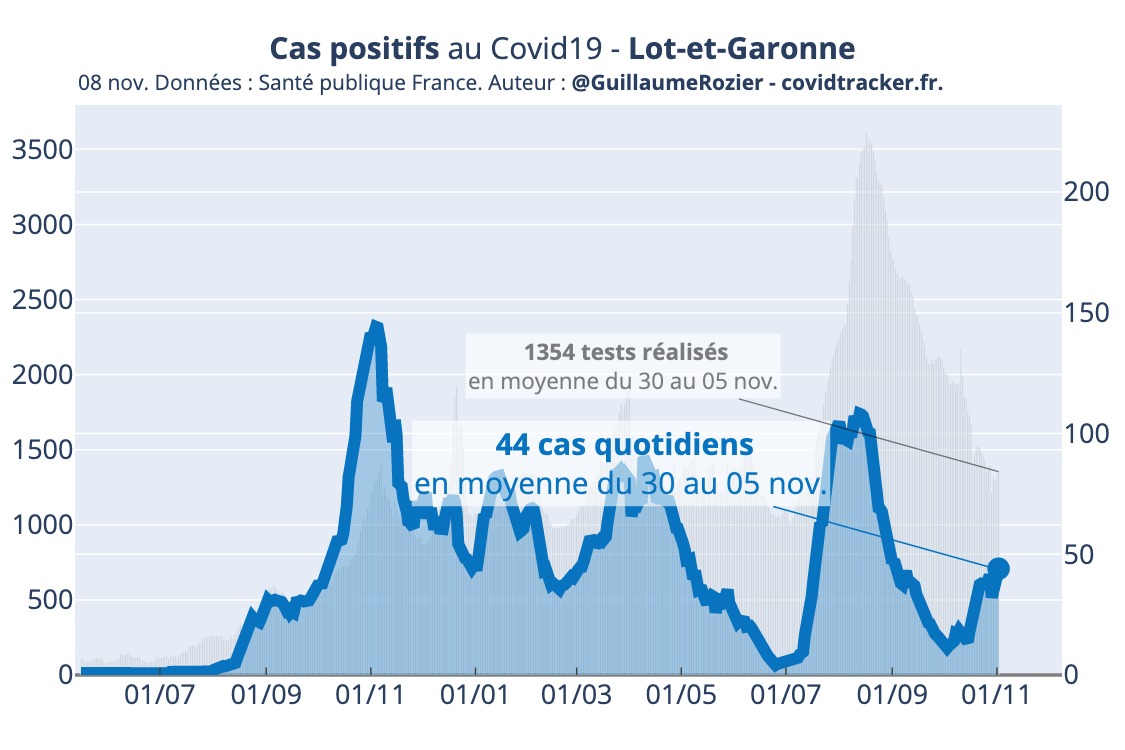 Cas positifs au Covid19 - Lot-et-Garonne
08 nov. Données : Santé publique France. Auteur : @GuillaumeRozier - covidtracker.fr.
3500
3000
2500
2000
1500
1000
500
0
200
150
100
50
0
1354 tests réalisés
en moyenne du 30 au 05 nov.
44 cas quotidiens
en moyenne du 30 au 05 nov.
01/07 01/09 01/11 01/01 01/03 01/05 01/07 01/09 01/11